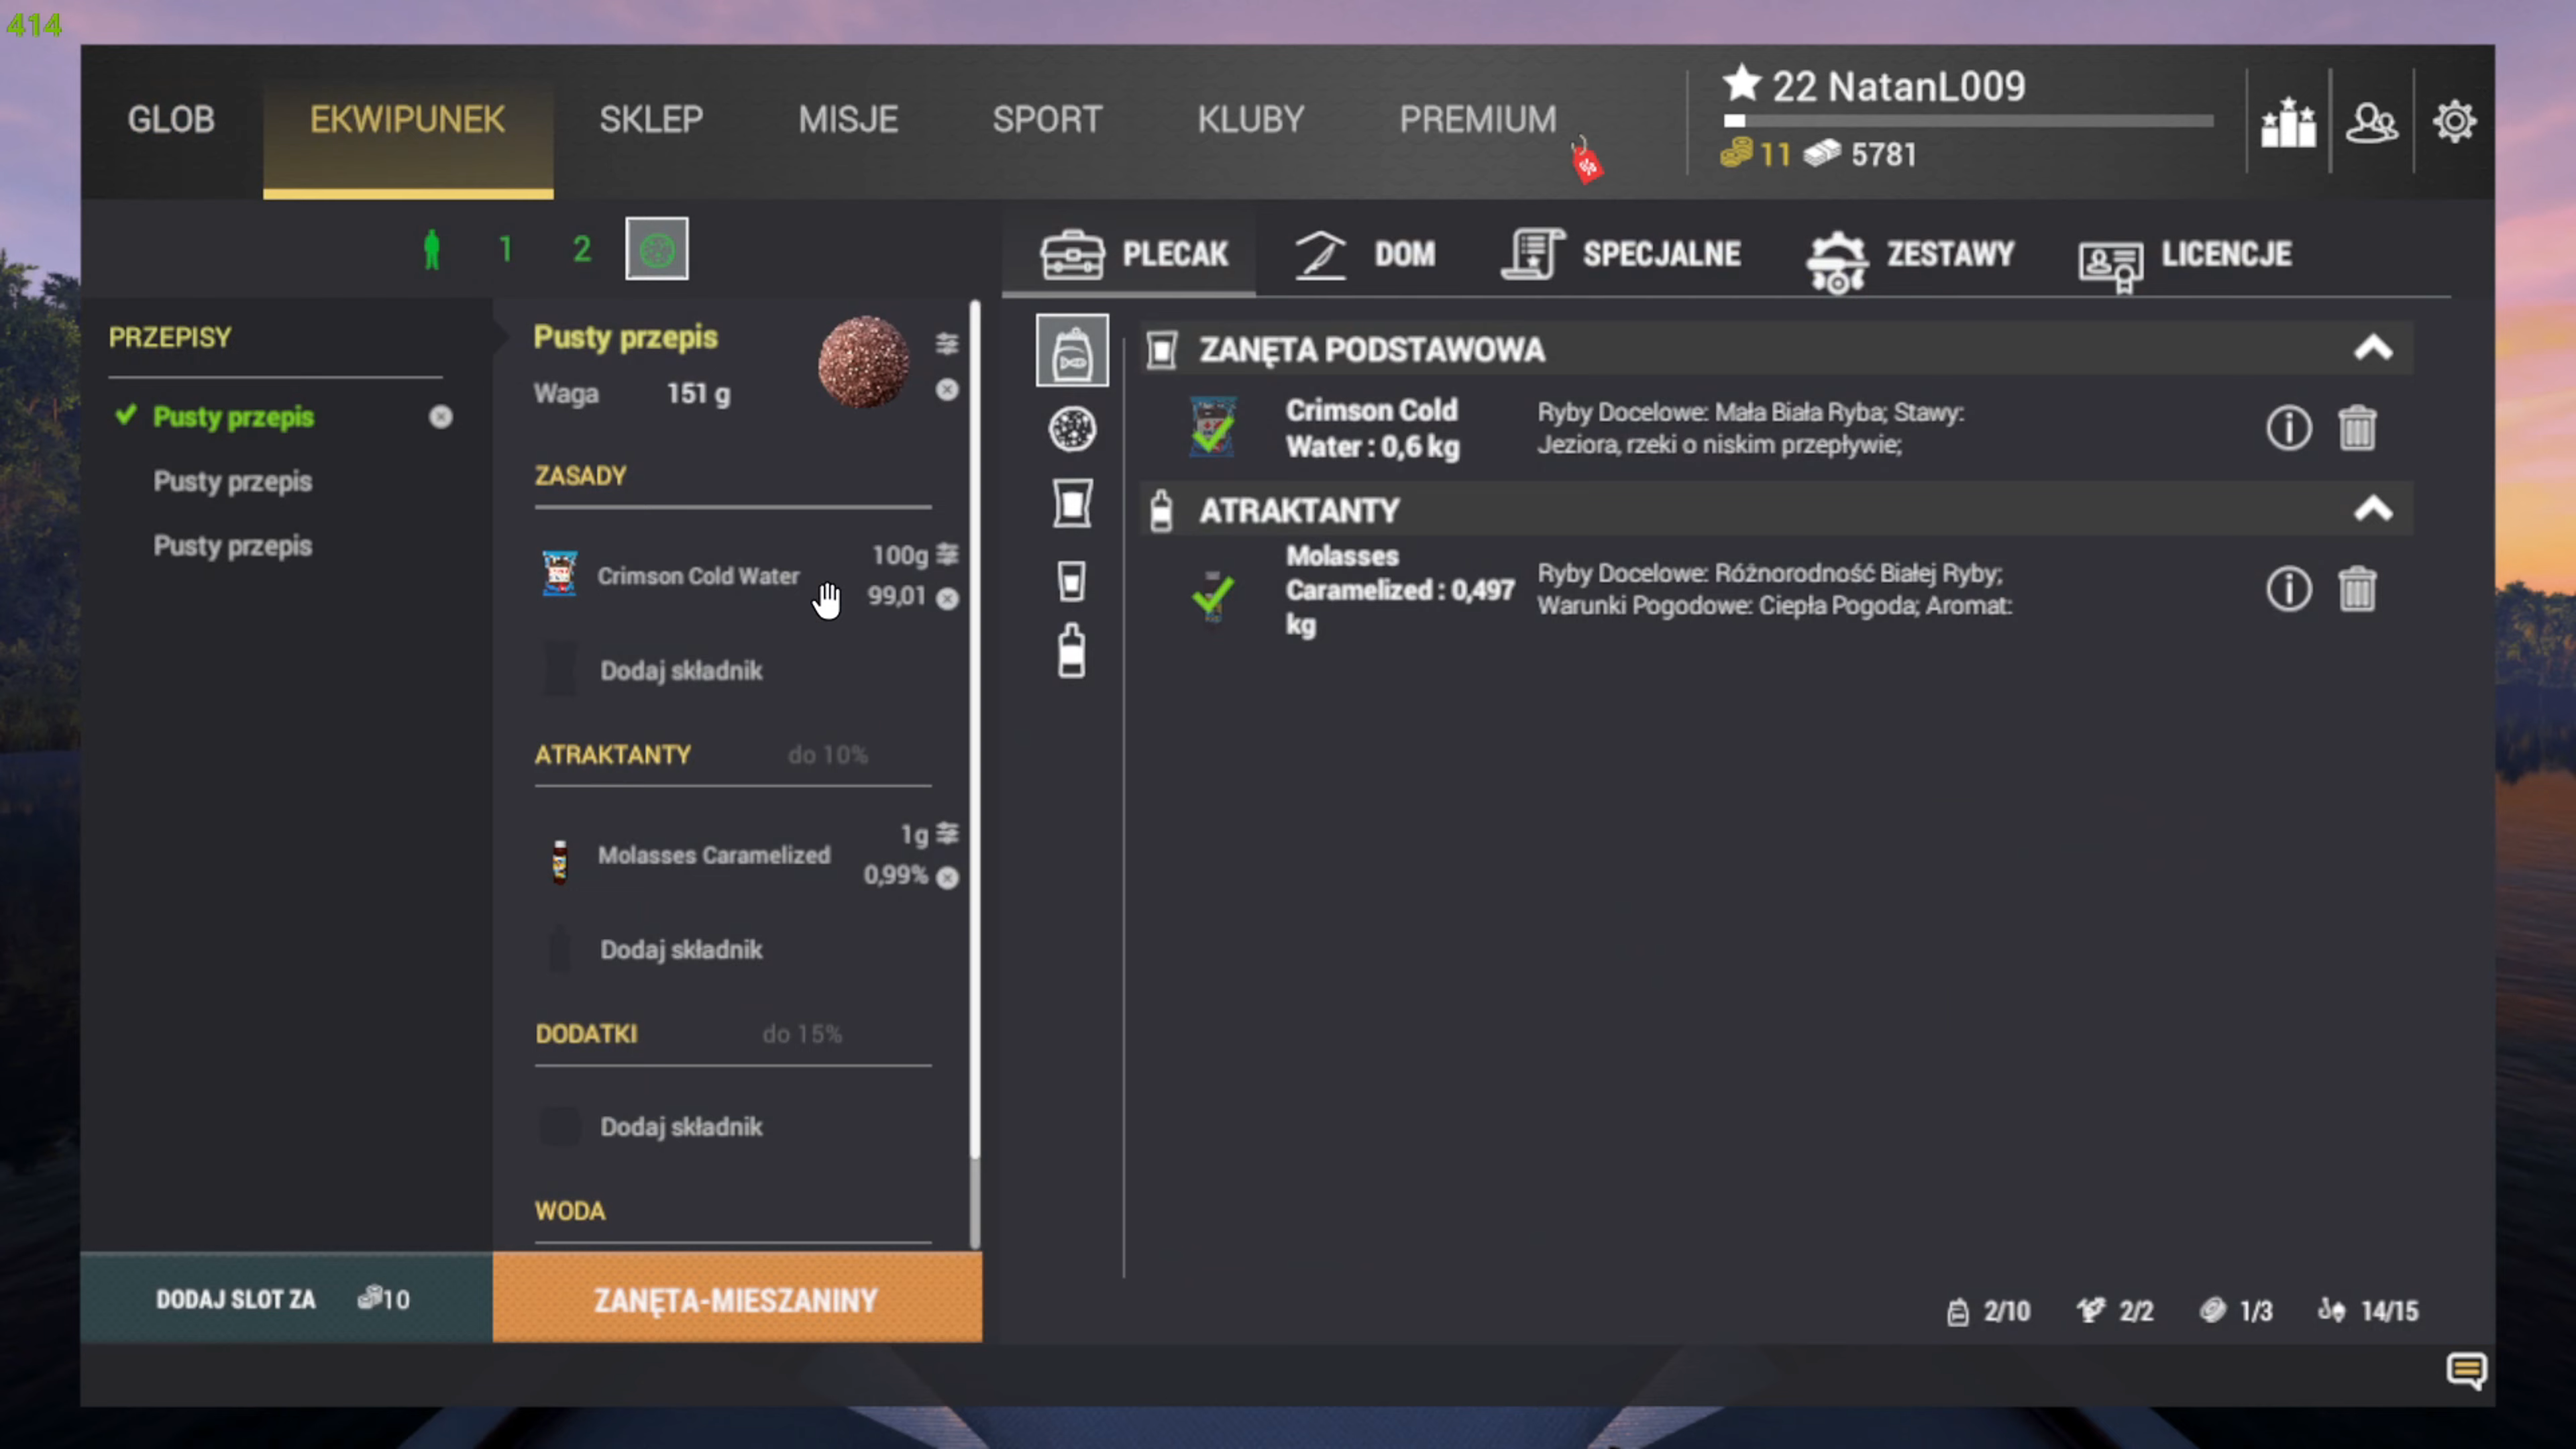 414
GLOB
EKWIPUNEK
SKLEP
MISJE
SPORT
KLUBY
PREMIUM
22 NatanL009
11 5781
1 2
PLECAK
DOM
SPECJALNE
ZESTAWY
LICENCJE
PRZEPISY
Pusty przepis
Pusty przepis
Pusty przepis
Pusty przepis
Waga 151 g
ZASADY
Crimson Cold Water
100g
99,01
Dodaj składnik
ATRAKTANTY do 10%
Molasses Caramelized
1g
0,99%
Dodaj składnik
DODATKI do 15%
Dodaj składnik
WODA
DODAJ SLOT ZA 10
ZANĘTA-MIESZANINY
ZANĘTA PODSTAWOWA
Crimson Cold
Water : 0,6 kg
Ryby Docelowe: Mała Biała Ryba; Stawy:
Jeziora, rzeki o niskim przepływie;
ATRAKTANTY
Molasses
Caramelized : 0,497
kg
Ryby Docelowe: Różnorodność Białej Ryby;
Warunki Pogodowe: Ciepła Pogoda; Aromat:
2/10 2/2 1/3 14/15